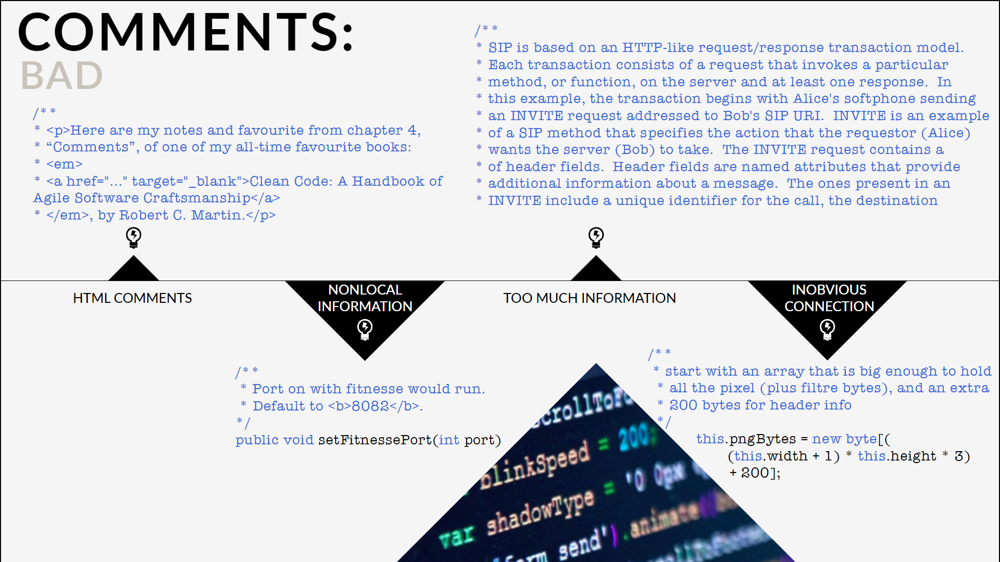 COMMENTS:
BAD
/**
* <p>Here are my notes and favourite from chapter 4,
* “Comments”, of one of my all-time favourite books:
* <em>
* <a href="..." target="_blank">Clean Code: A Handbook of
Agile Software Craftsmanship</a>
* </em>, by Robert C. Martin.</p>
/**
* SIP is based on an HTTP-like request/response transaction model.
* Each transaction consists of a request that invokes a particular
* method, or function, on the server and at least one response.  In
* this example, the transaction begins with Alice's softphone sending
* an INVITE request addressed to Bob's SIP URI.  INVITE is an example
* of a SIP method that specifies the action that the requestor (Alice)
* wants the server (Bob) to take.  The INVITE request contains a
* of header fields.  Header fields are named attributes that provide
* additional information about a message.  The ones present in an
* INVITE include a unique identifier for the call, the destination
HTML COMMENTS
NONLOCAL
INFORMATION
TOO MUCH INFORMATION
INOBVIOUS
CONNECTION
/**
* Port on with fitnesse would run.
* Default to <b>8082</b>.
*/
public void setFitnessePort(int port)
/**
* start with an array that is big enough to hold
* all the pixel (plus filtre bytes), and an extra
* 200 bytes for header info
*/
this.pngBytes = new byte[(
(this.width + 1) * this.height * 3)
+ 200];
blinkSpeed = 200;
var shadowType = '0 0px
send').animate(